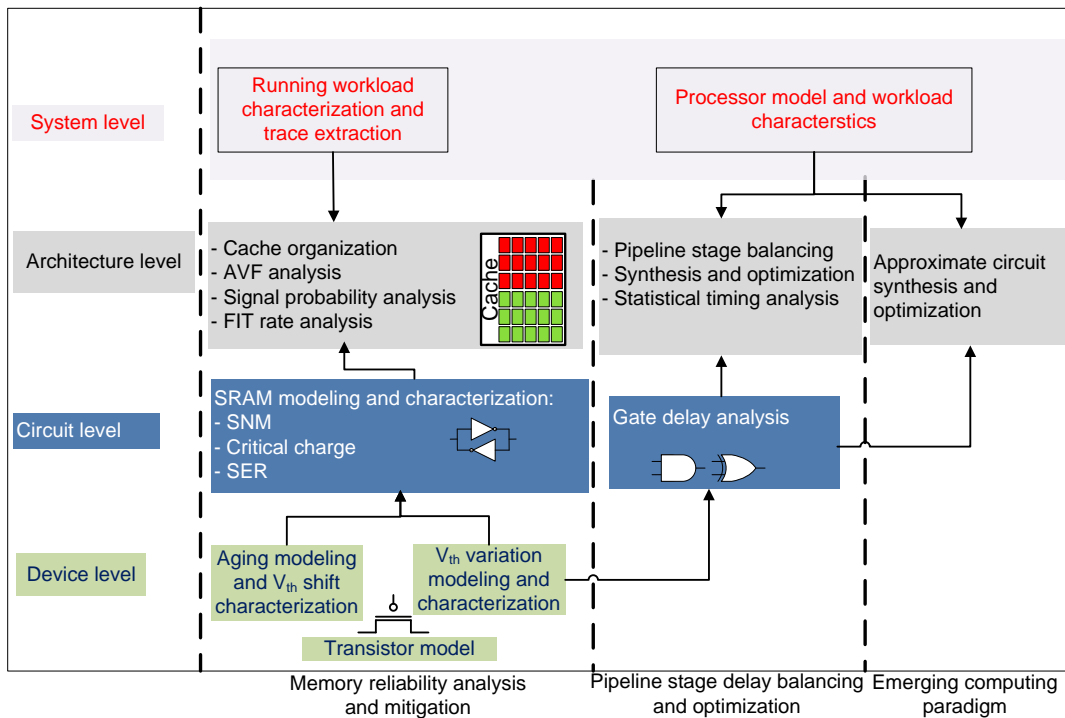 System level
Running workload
characterization and
trace extraction
Processor model and workload
characterstics
Architecture level
- Cache organization
- AVF analysis
- Signal probability analysis
- FIT rate analysis
Cache
- Pipeline stage balancing
- Synthesis and optimization
- Statistical timing analysis
Approximate circuit
synthesis and
optimization
Circuit level
SRAM modeling and characterization:
- SNM
- Critical charge
- SER
Gate delay analysis
Device level
Aging modeling
and Vth shift
characterization
Vth variation
modeling and
characterization
Transistor model
Memory reliability analysis
and mitigation
Pipeline stage delay balancing
and optimization
Emerging computing
paradigm